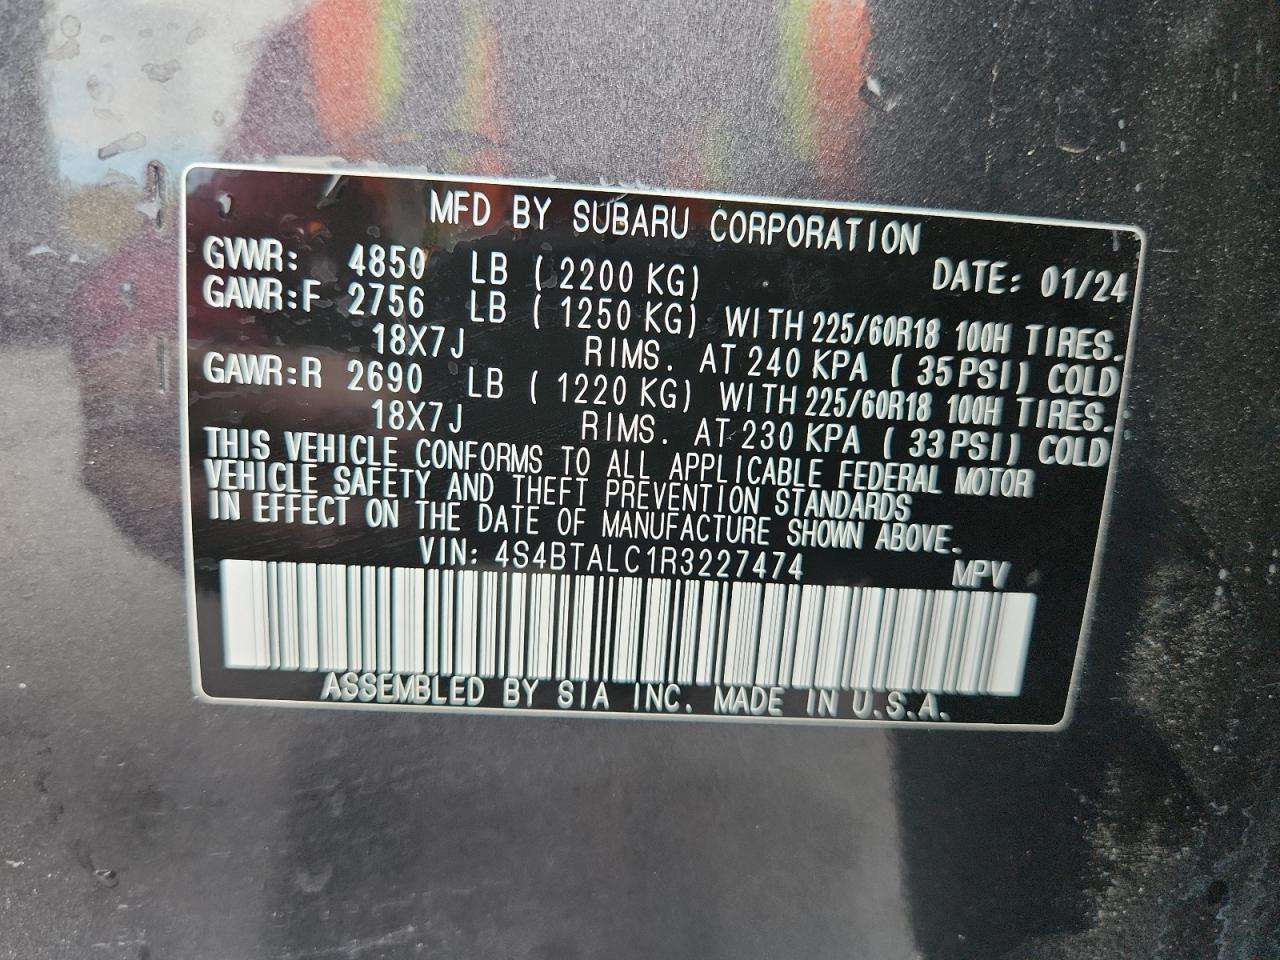 MFD BY SUBARU CORPORATION
GVWR: 4850 LB ( 2200 KG) DATE: 01/24
GAWR:F 2756 LB ( 1250 KG) WITH 225/60R18 100H TIRES.
18X7J RIMS. AT 240 KPA ( 35 PSI) COLD
GAWR:R 2690 LB ( 1220 KG) WITH 225/60R18 100H TIRES.
18X7J RIMS. AT 230 KPA ( 33 PSI) COLD
THIS VEHICLE CONFORMS TO ALL APPLICABLE FEDERAL MOTOR
VEHICLE SAFETY AND THEFT PREVENTION STANDARDS
IN EFFECT ON THE DATE OF MANUFACTURE SHOWN ABOVE.
VIN: 4S4BTALC1R3227474 MPV
ASSEMBLED BY SIA INC. MADE IN U.S.A.